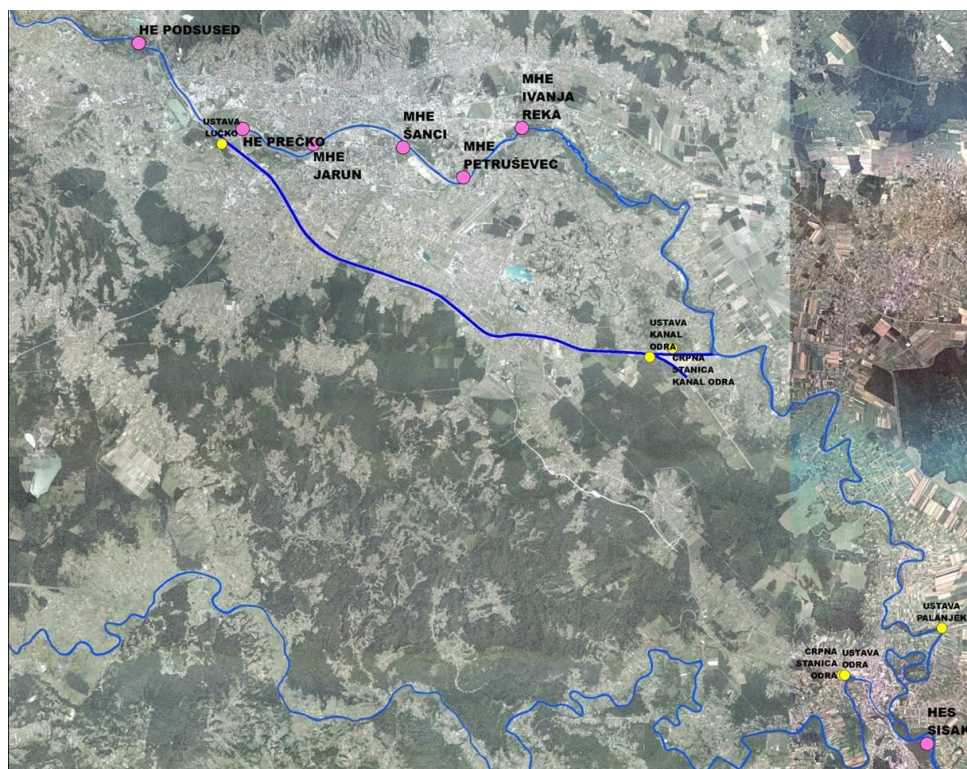 HE PODSUSED
USTAVA
LUČKO
HE PREČKO
MHE
JARUN
MHE
ŠANCI
MHE
PETRUŠEVEC
MHE
IVANJA
REKA
USTAVA
KANAL
ODRA
CRPNA
STANICA
KANAL ODRA
USTAVA
PALANJEK
CRPNA
STANICA
ODRA
USTAVA
ODRA
HES
SISAK